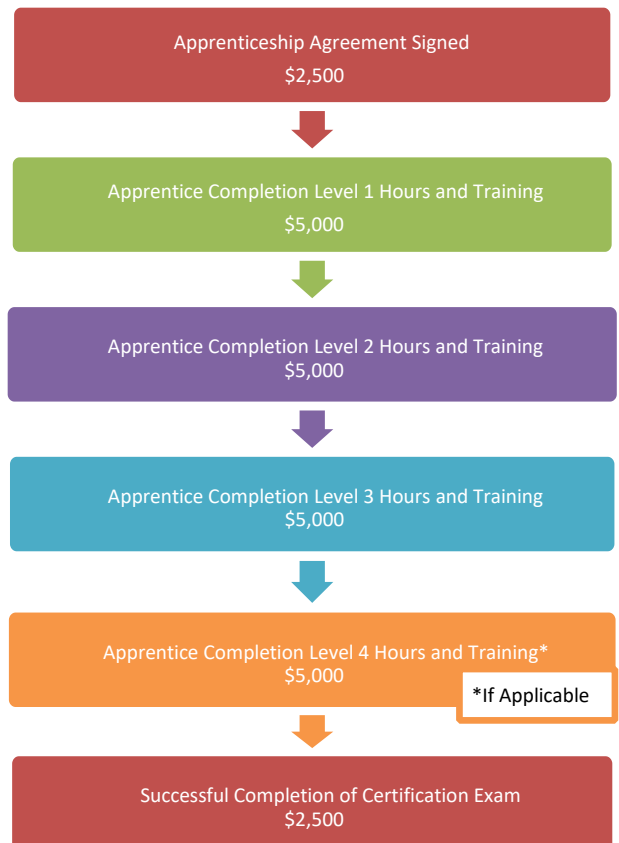 Apprenticeship Agreement Signed
$2,500
Apprentice Completion Level 1 Hours and Training
$5,000
Apprentice Completion Level 2 Hours and Training
$5,000
Apprentice Completion Level 3 Hours and Training
$5,000
Apprentice Completion Level 4 Hours and Training*
$5,000
*If Applicable
Successful Completion of Certification Exam
$2,500